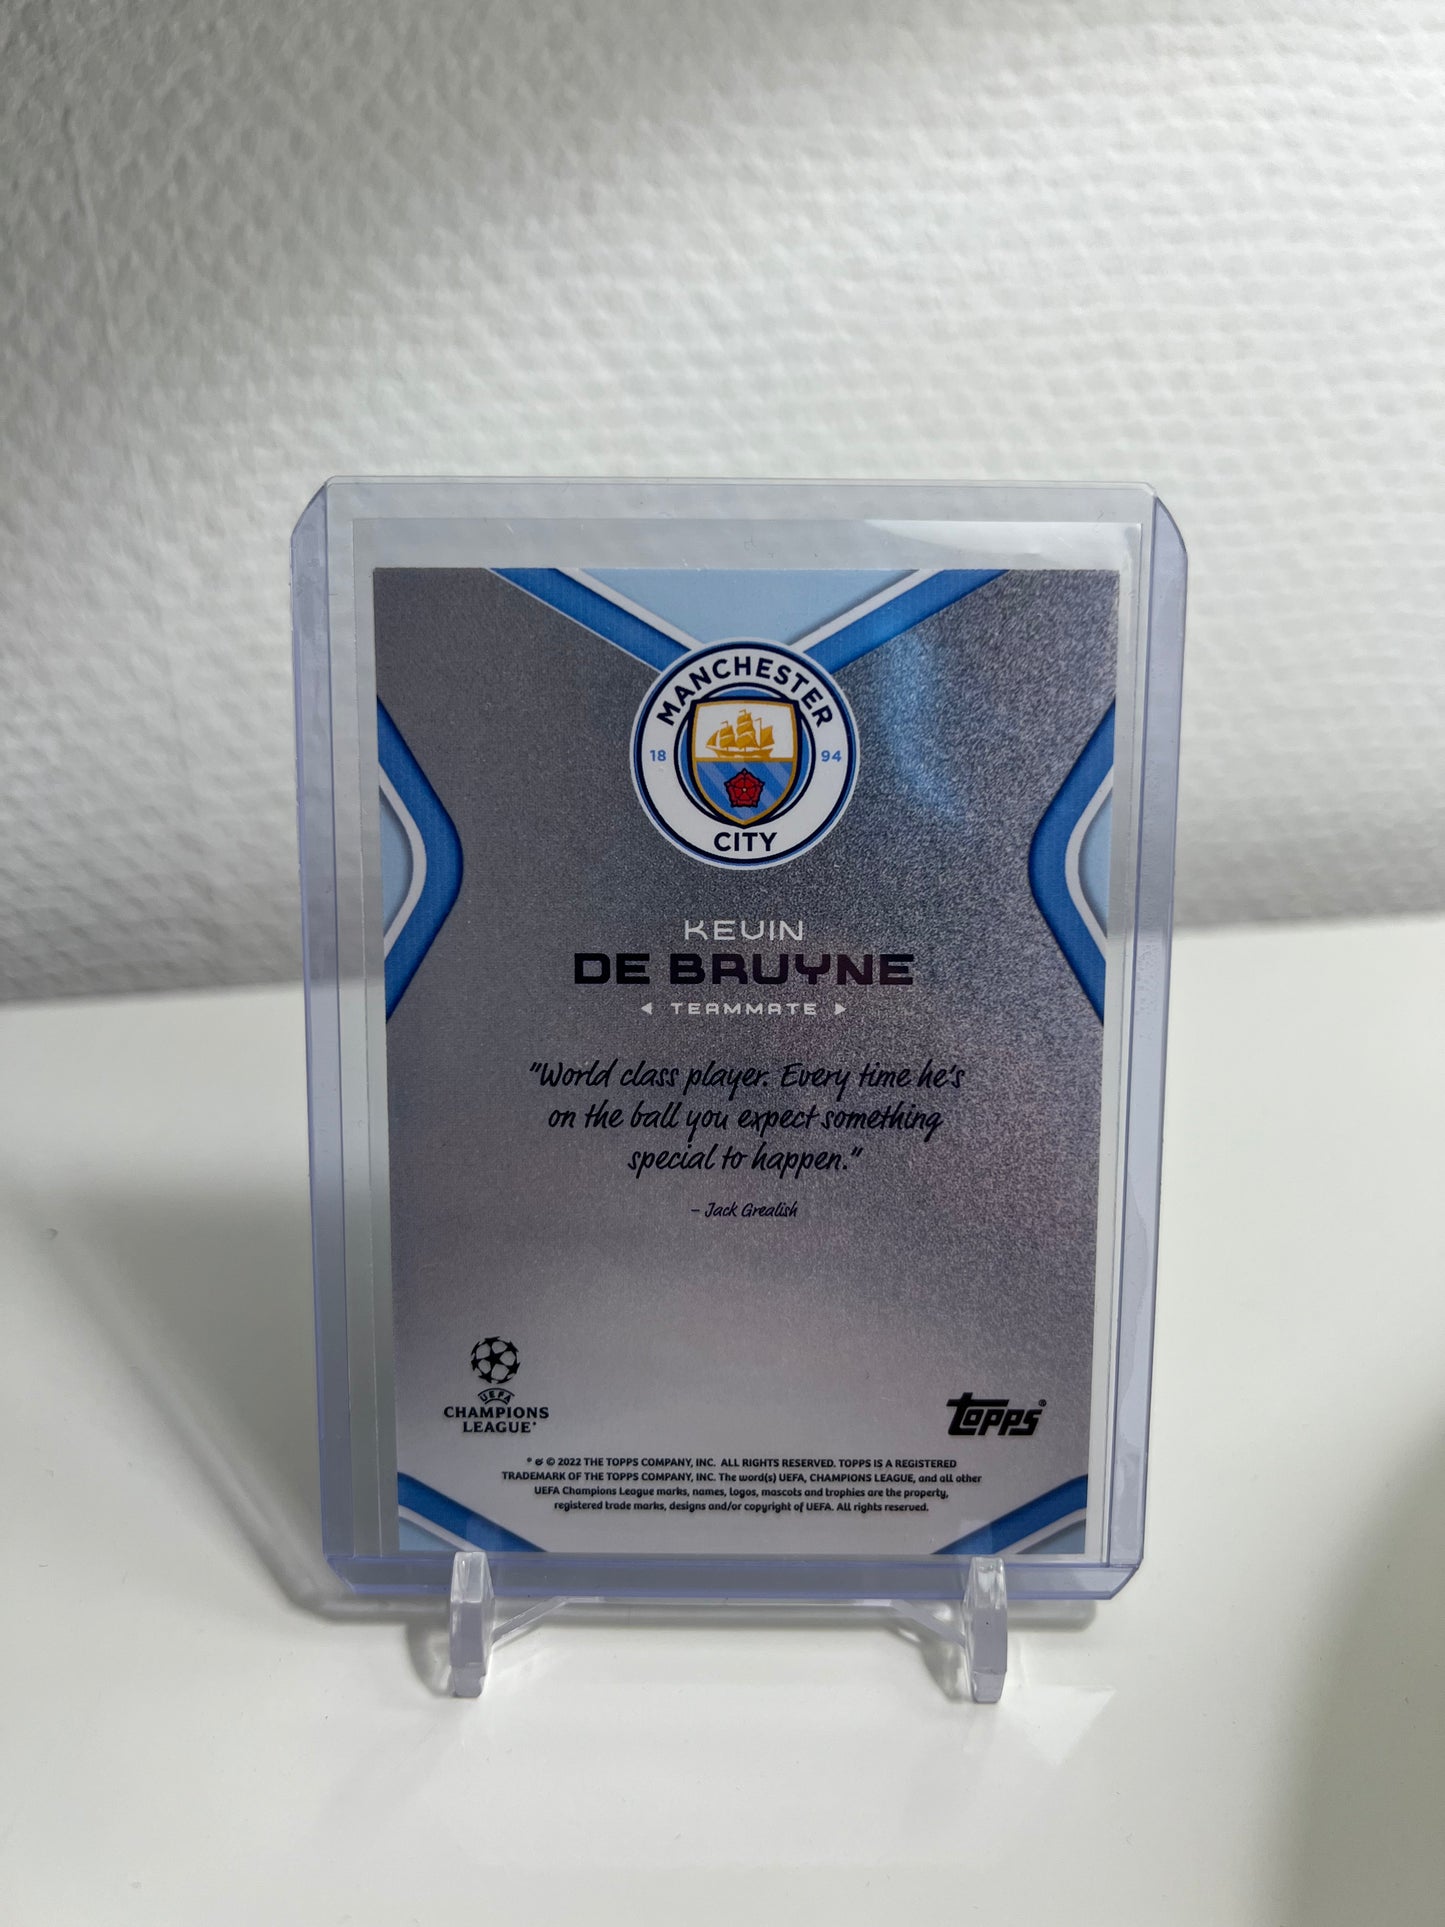 MANCHESTER
18 94
CITY
KEVIN
DE BRUYNE
TEAMMATE
"World class player. Every time he's
on the ball you expect something
special to happen."
– Jack Grealish
UEFA
CHAMPIONS
LEAGUE®
Topps®
® & © 2022 THE TOPPS COMPANY, INC. ALL RIGHTS RESERVED. TOPPS IS A REGISTERED
TRADEMARK OF THE TOPPS COMPANY, INC. The word(s) UEFA, CHAMPIONS LEAGUE, and all other
UEFA Champions League marks, names, logos, mascots and trophies are the property,
registered trade marks, designs and/or copyright of UEFA. All rights reserved.